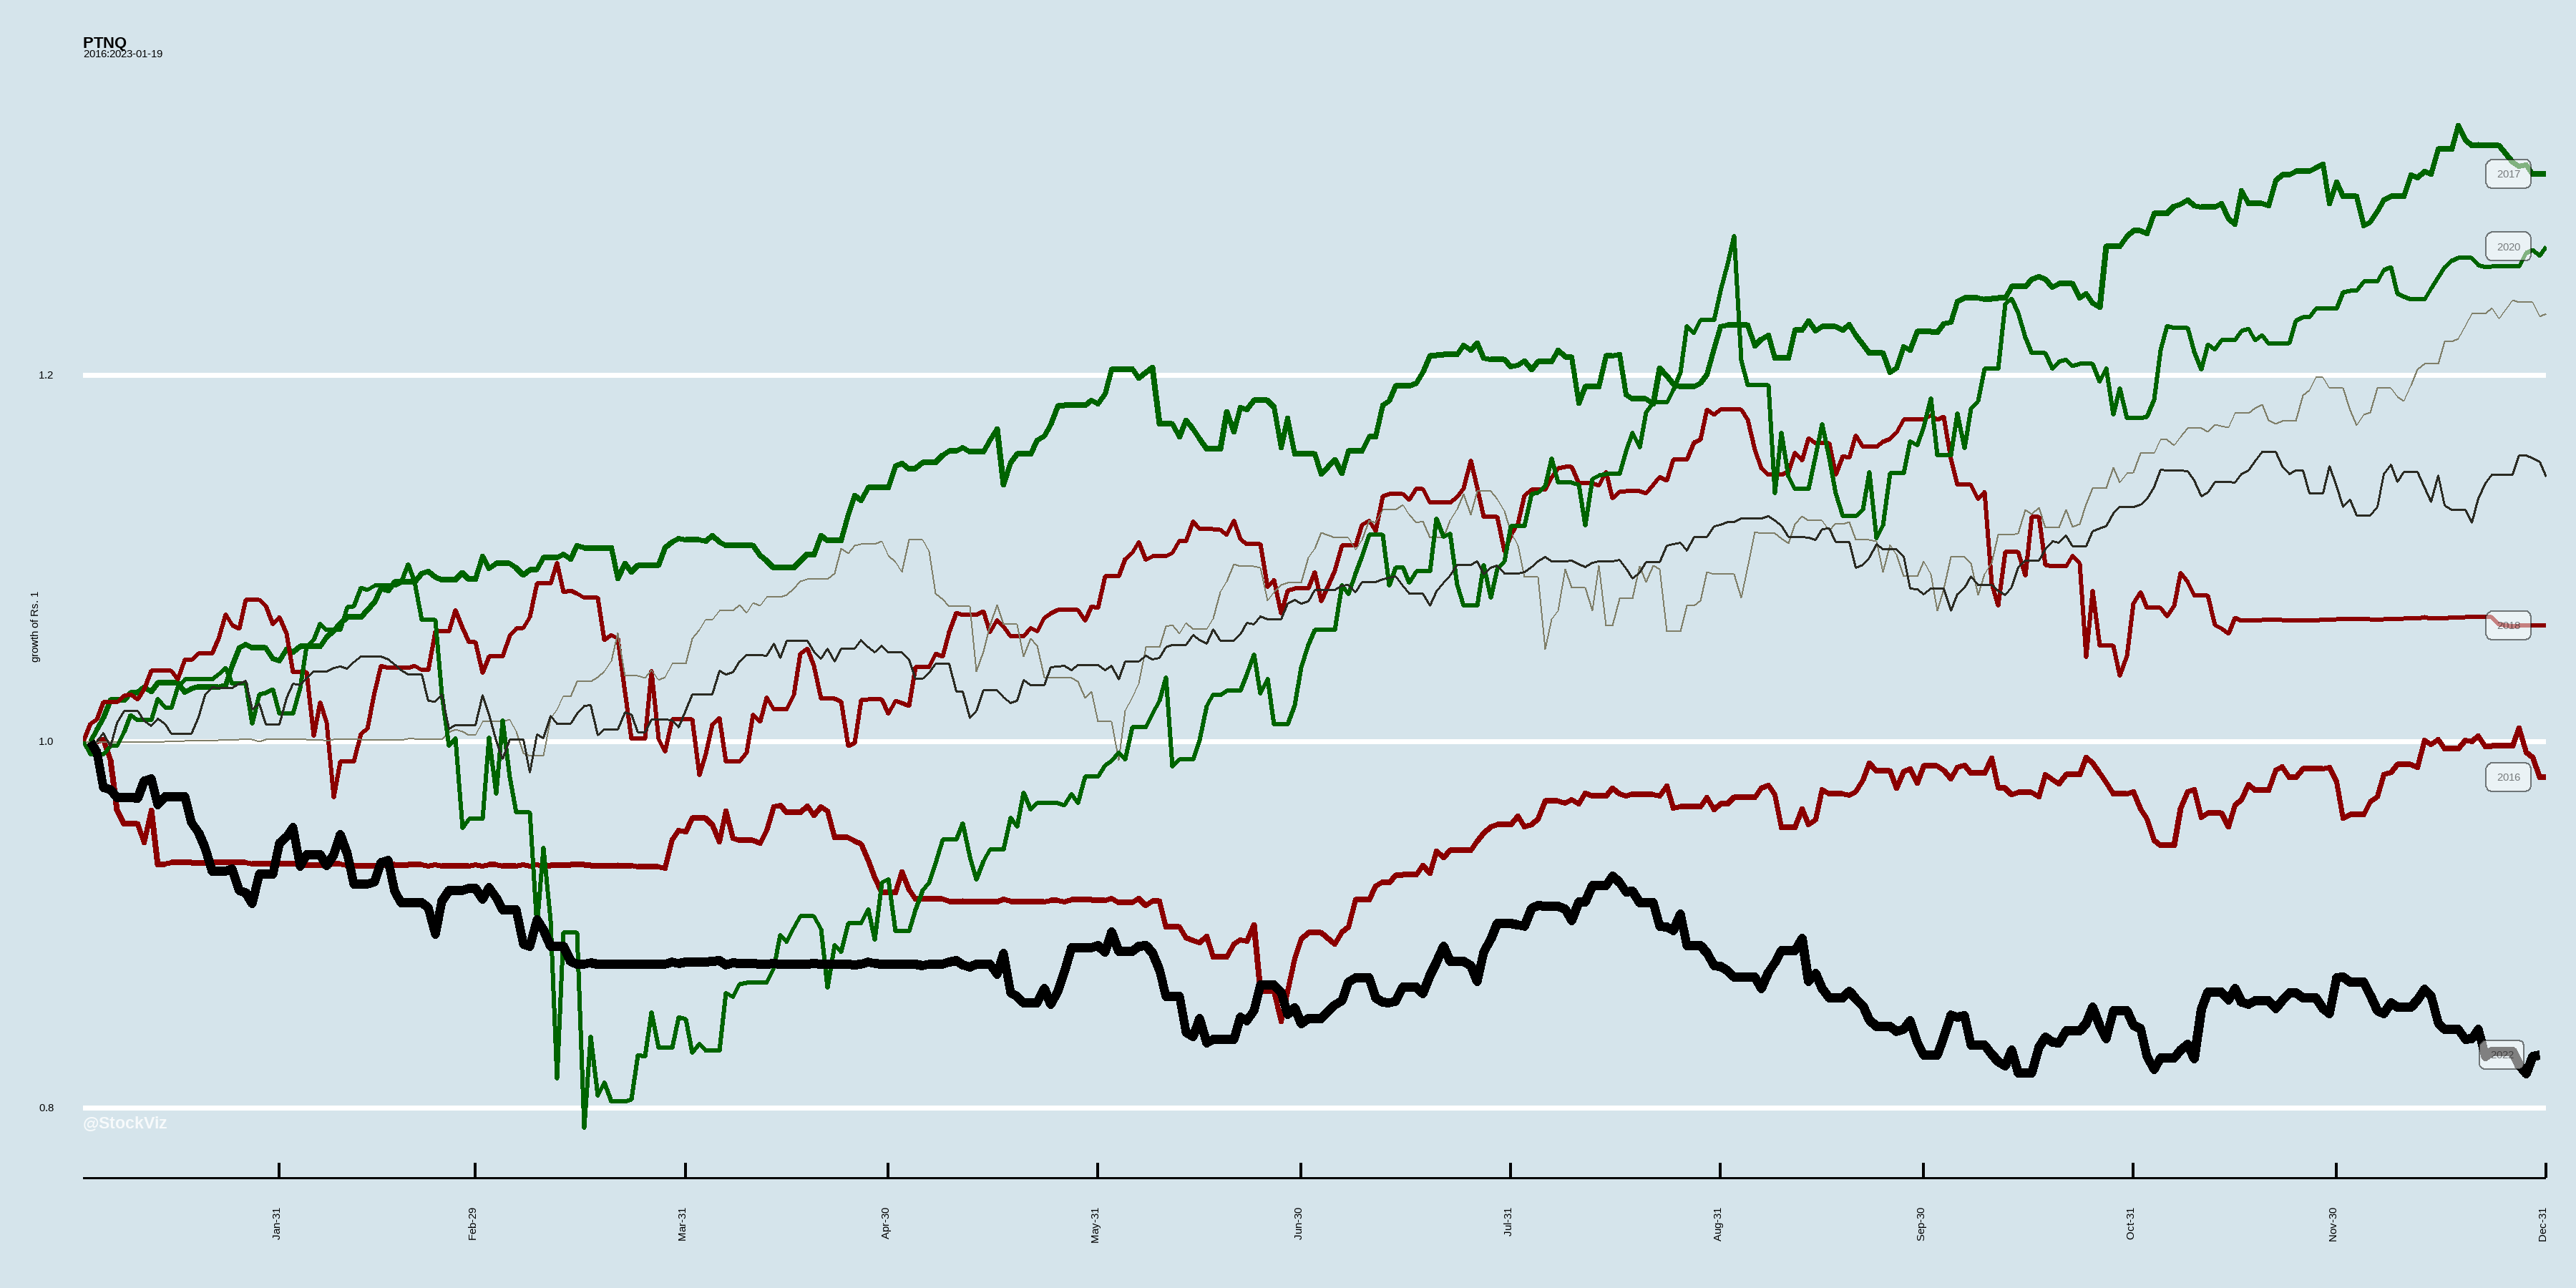 PTNQ
2016:2023-01-19
growth of Rs. 1
1.2
1.0
0.8
2017
2020
2018
2016
2022
@StockViz
Jan-31
Feb-29
Mar-31
Apr-30
May-31
Jun-30
Jul-31
Aug-31
Sep-30
Oct-31
Nov-30
Dec-31